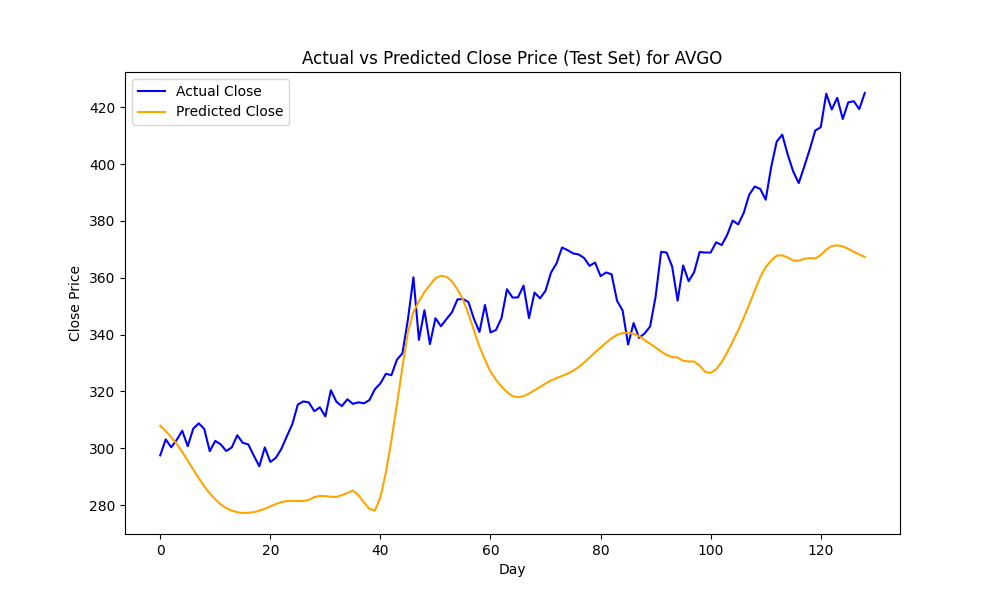 Actual vs Predicted Close Price (Test Set) for AVGO
Actual Close
Predicted Close
420
400
380
360
340
320
300
280
Close Price
0 20 40 60 80 100 120
Day